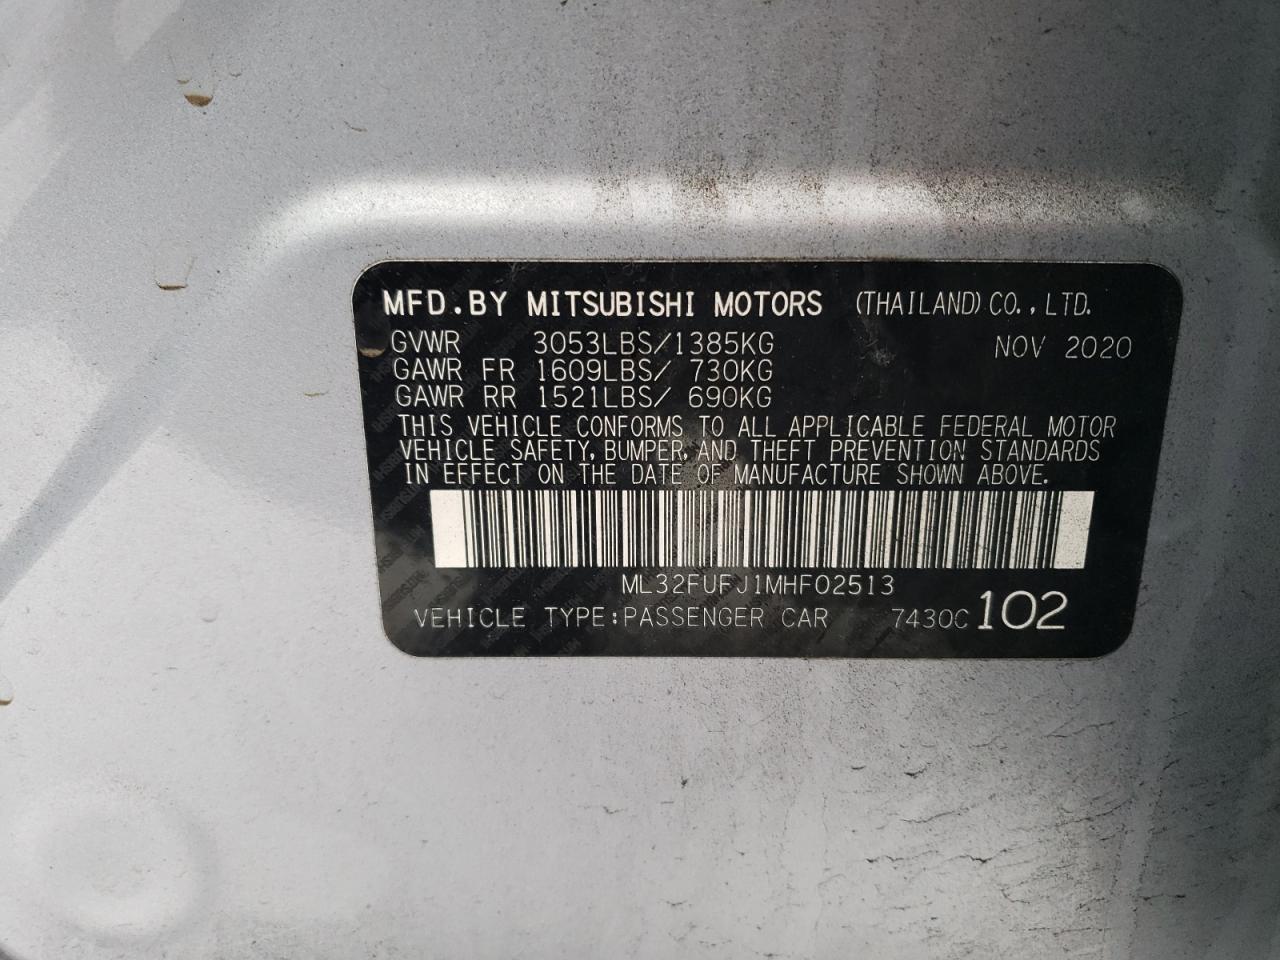 MFD.BY MITSUBISHI MOTORS (THAILAND) CO.,LTD.
GVWR 3053LBS/1385KG NOV 2020
GAWR FR 1609LBS/ 730KG
GAWR RR 1521LBS/ 690KG
THIS VEHICLE CONFORMS TO ALL APPLICABLE FEDERAL MOTOR
VEHICLE SAFETY, BUMPER, AND THEFT PREVENTION STANDARDS
IN EFFECT ON THE DATE OF MANUFACTURE SHOWN ABOVE.
ML32FUFJ1MHF02513
VEHICLE TYPE:PASSENGER CAR 7430C 102